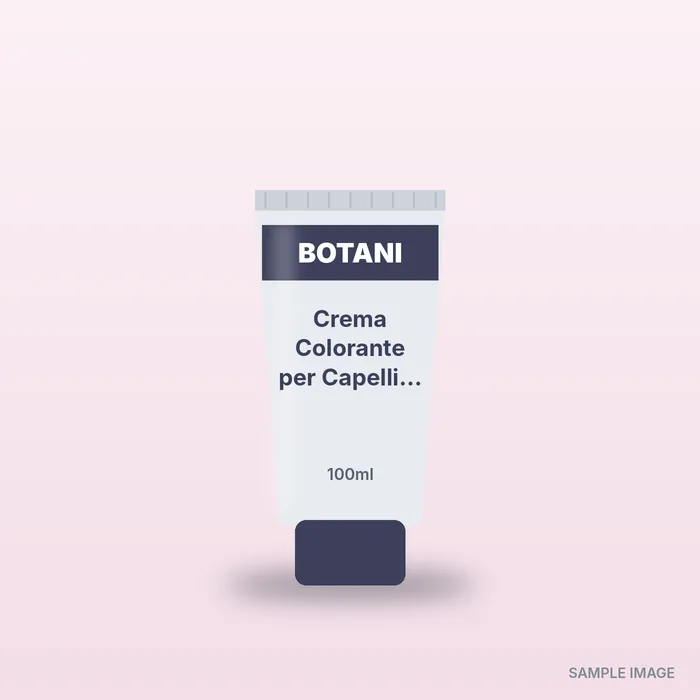 BOTANI
Crema
Colorante
per Capelli...
100ml
SAMPLE IMAGE